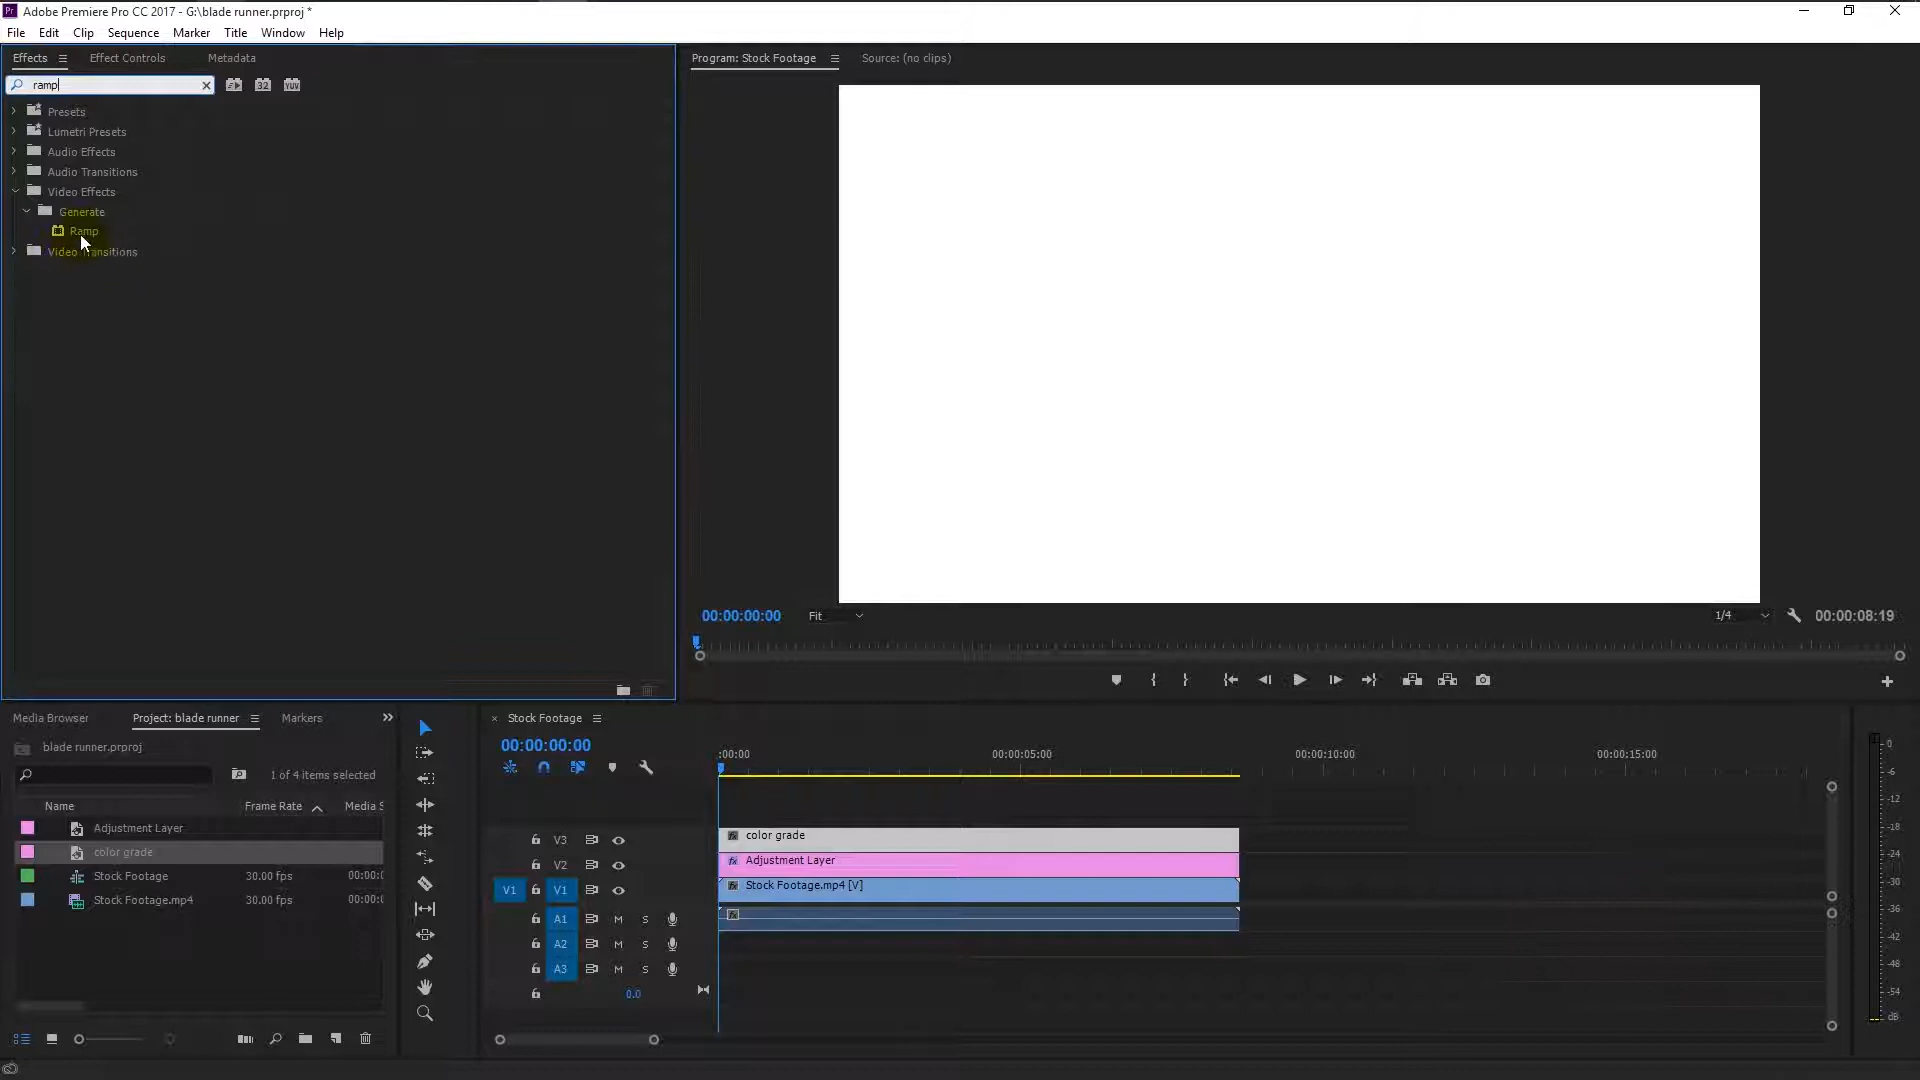 Adobe Premiere Pro CC 2017 - G:\blade runner.prproj *
File Edit Clip Sequence Marker Title Window Help
Effects Effect Controls Metadata
ramp
32 YUV
Presets
Lumetri Presets
Audio Effects
Audio Transitions
Video Effects
Generate
Ramp
Video Transitions
Program: Stock Footage Source: (no clips)
00:00:00:00 Fit 1/4 00:00:08:19
Media Browser Project: blade runner Markers
blade runner.prproj
1 of 4 items selected
Name Frame Rate Media S
Adjustment Layer
color grade
Stock Footage 30.00 fps 00:00:0
Stock Footage.mp4 30.00 fps 00:00:0
Stock Footage
00:00:00:00
:00:00 00:00:05:00 00:00:10:00 00:00:15:00
V3 fx color grade
V2 fx Adjustment Layer
V1 V1 fx Stock Footage.mp4 [V]
A1 M S fx
A2 M S
A3 M S
0.0
0
-6
-12
-18
-24
-30
-36
-42
-48
-54
dB